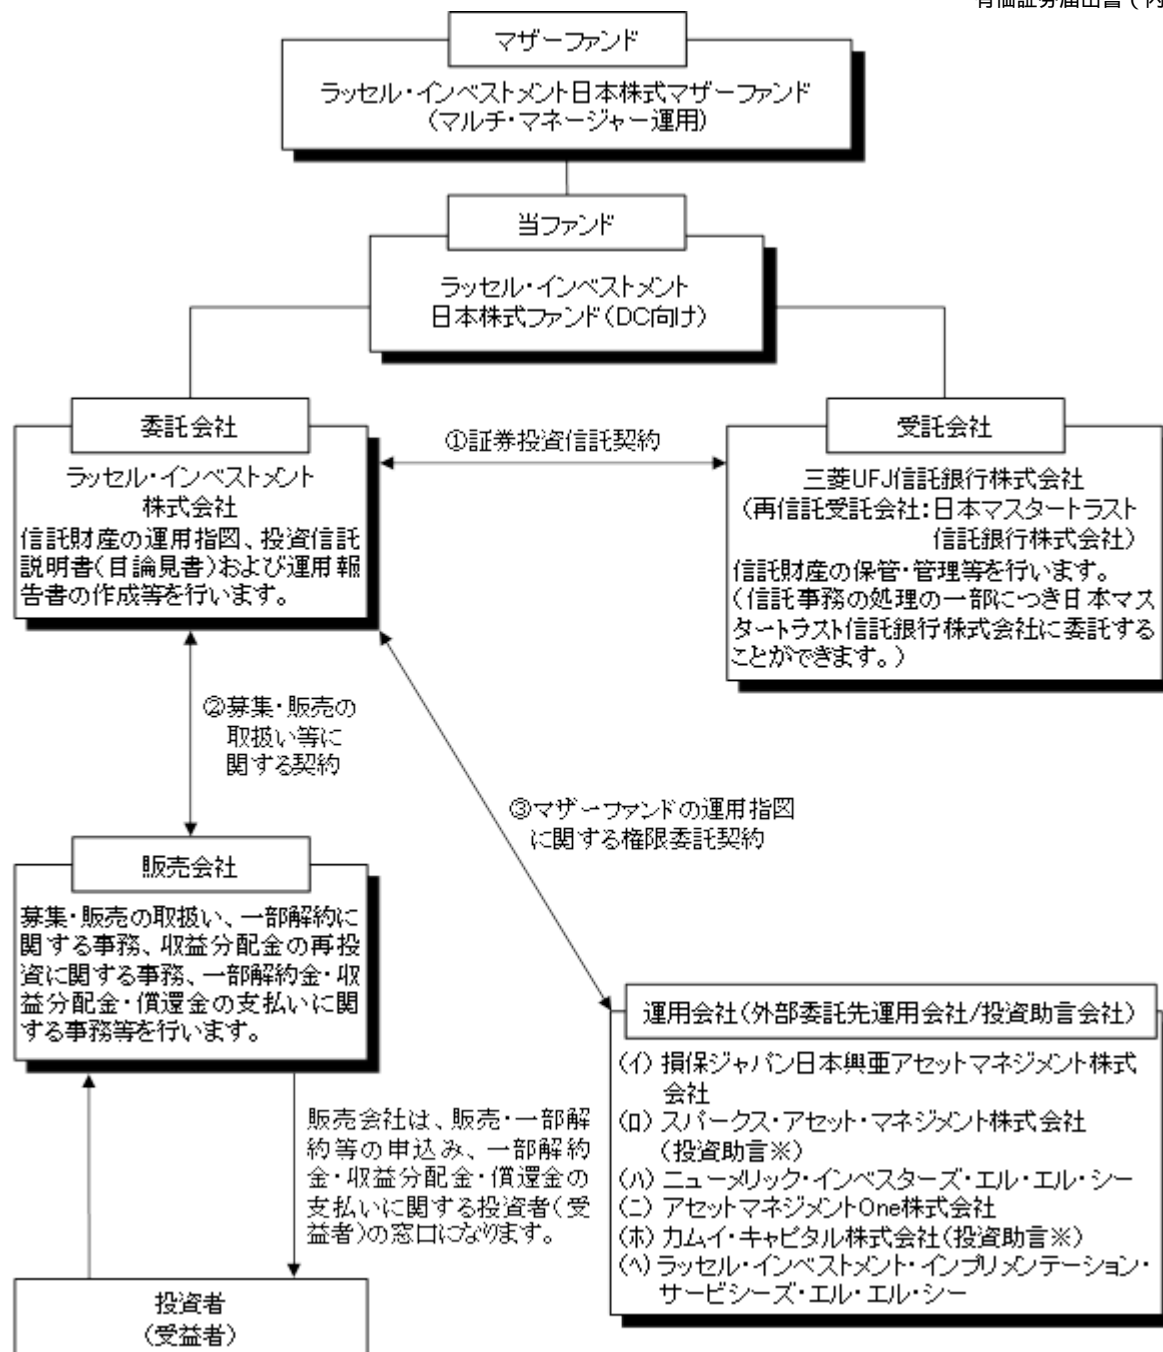 有価証券届出書（内
マザーファンド
ラッセル・インベストメント日本株式マザーファンド
（マルチ・マネージャー運用）
当ファンド
ラッセル・インベストメント
日本株式ファンド（DC向け）
委託会社
ラッセル・インベストメント
株式会社
信託財産の運用指図、投資信託
説明書（目論見書）および運用報
告書の作成等を行います。
①証券投資信託契約
受託会社
三菱UFJ信託銀行株式会社
（再信託受託会社：日本マスタートラスト
信託銀行株式会社）
信託財産の保管・管理等を行います。
（信託事務の処理の一部につき日本マス
タートラスト信託銀行株式会社に委託する
ことができます。）
②募集・販売の
取扱い等に
関する契約
③マザーファンドの運用指図
に関する権限委託契約
販売会社
募集・販売の取扱い、一部解約に
関する事務、収益分配金の再投
資に関する事務、一部解約金・収
益分配金・償還金の支払いに関
する事務等を行います。
運用会社（外部委託先運用会社/投資助言会社）
(ｲ) 損保ジャパン日本興亜アセットマネジメント株式
会社
(ﾛ) スパークス・アセット・マネジメント株式会社
（投資助言※）
(ﾊ) ニューメリック・インベスターズ・エル・エル・シー
(ﾆ) アセットマネジメントOne株式会社
(ﾎ) カムイ・キャピタル株式会社（投資助言※）
(ﾍ) ラッセル・インベストメント・インプリメンテーション・
サービシーズ・エル・エル・シー
販売会社は、販売・一部解
約等の申込み、一部解約
金・収益分配金・償還金の
支払いに関する投資者（受
益者）の窓口になります。
投資者
（受益者）